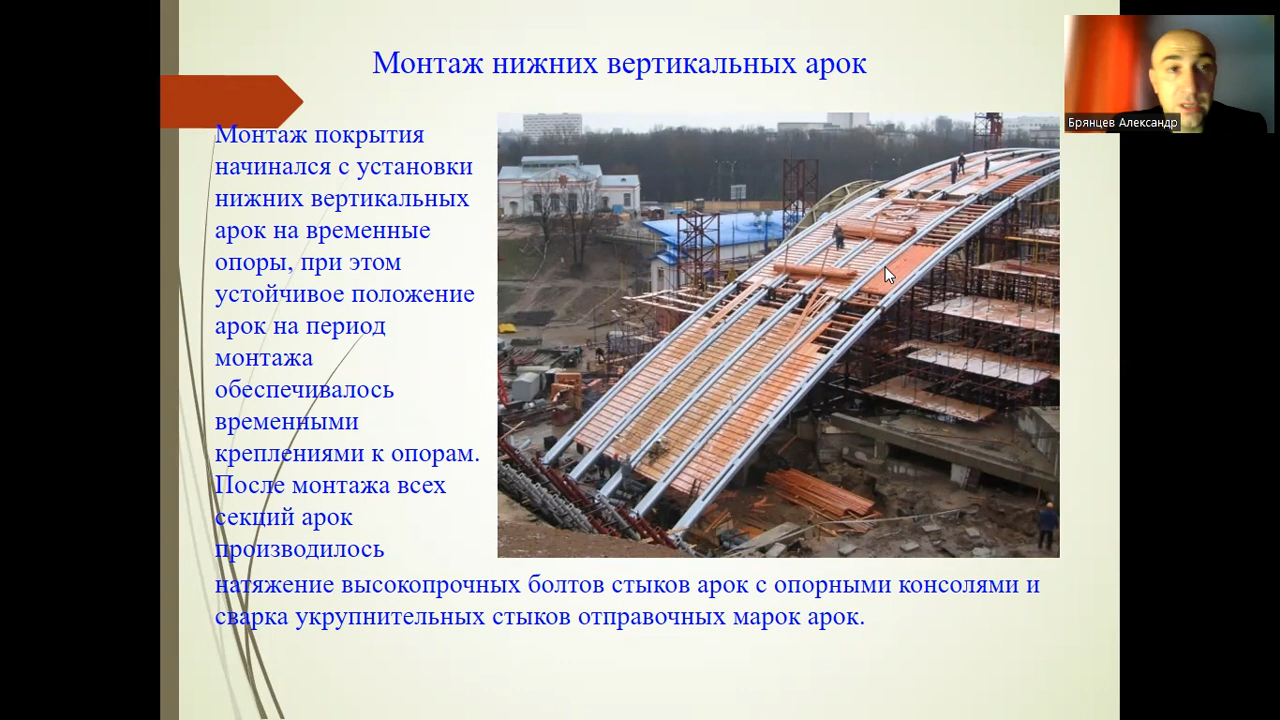 Монтаж нижних вертикальных арок
Брянцев Александр
Монтаж покрытия
начинался с установки
нижних вертикальных
арок на временные
опоры, при этом
устойчивое положение
арок на период
монтажа
обеспечивалось
временными
креплениями к опорам.
После монтажа всех
секций арок
производилось
натяжение высокопрочных болтов стыков арок с опорными консолями и
сварка укрупнительных стыков отправочных марок арок.